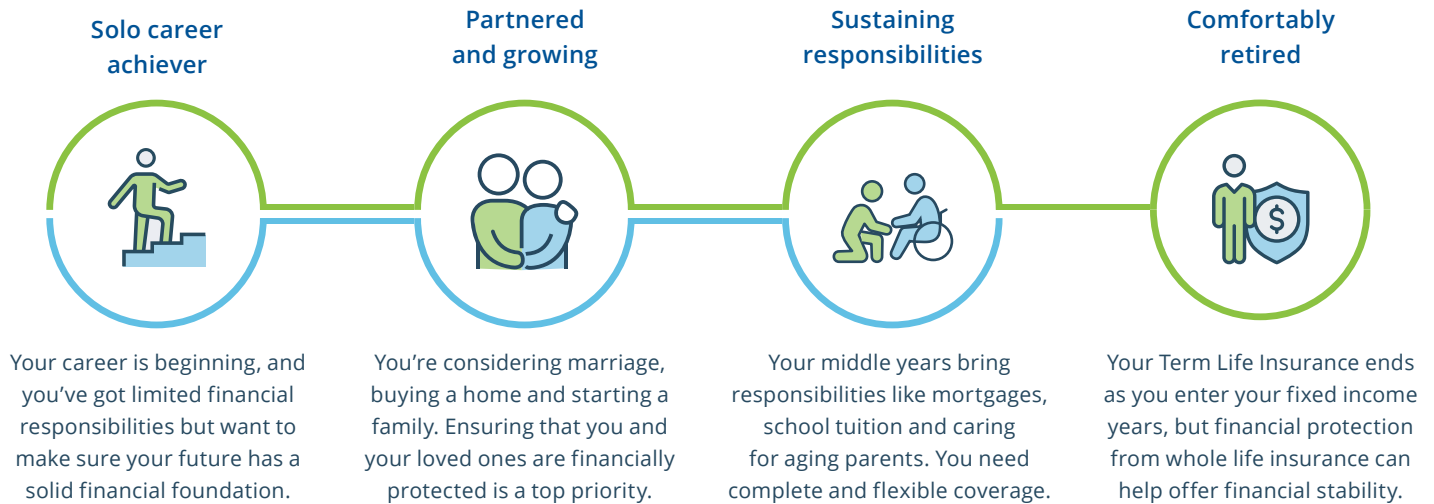 Solo career
achiever
Partnered
and growing
Sustaining
responsibilities
Comfortably
retired
$
Your career is beginning, and
you’ve got limited financial
responsibilities but want to
make sure your future has a
solid financial foundation.
You’re considering marriage,
buying a home and starting a
family. Ensuring that you and
your loved ones are financially
protected is a top priority.
Your middle years bring
responsibilities like mortgages,
school tuition and caring
for aging parents. You need
complete and flexible coverage.
Your Term Life Insurance ends
as you enter your fixed income
years, but financial protection
from whole life insurance can
help offer financial stability.